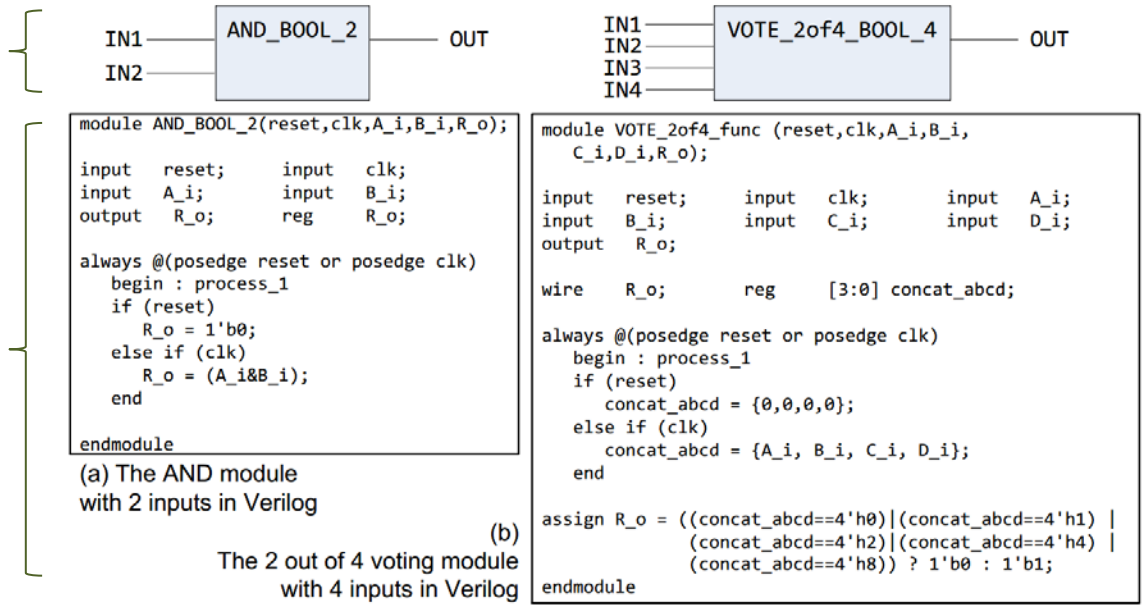 IN1
IN2
AND_BOOL_2
OUT
IN1
IN2
IN3
IN4
VOTE_2of4_BOOL_4
OUT
module AND_BOOL_2(reset,clk,A_i,B_i,R_o);
input reset; input clk;
input A_i; input B_i;
output R_o; reg R_o;
always @(posedge reset or posedge clk)
begin : process_1
if (reset)
R_o = 1'b0;
else if (clk)
R_o = (A_i&B_i);
end
endmodule
(a) The AND module
with 2 inputs in Verilog
module VOTE_2of4_func (reset,clk,A_i,B_i,
C_i,D_i,R_o);
input reset; input clk; input A_i;
input B_i; input C_i; input D_i;
output R_o;
wire R_o; reg [3:0] concat_abcd;
always @(posedge reset or posedge clk)
begin : process_1
if (reset)
concat_abcd = {0,0,0,0};
else if (clk)
concat_abcd = {A_i, B_i, C_i, D_i};
end
assign R_o = ((concat_abcd==4'h0)|(concat_abcd==4'h1) |
(concat_abcd==4'h2)|(concat_abcd==4'h4) |
(concat_abcd==4'h8)) ? 1'b0 : 1'b1;
endmodule
(b)
The 2 out of 4 voting module
with 4 inputs in Verilog